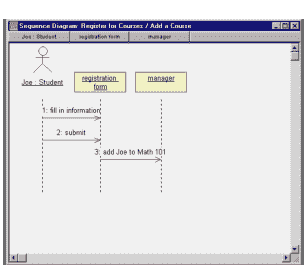 Sequence Diagram: Register for Courses / Add a Course
Joe : Student
registration form
manager
Joe : Student
registration
form
manager
1: fill in information
2: submit
3: add Joe to Math 101